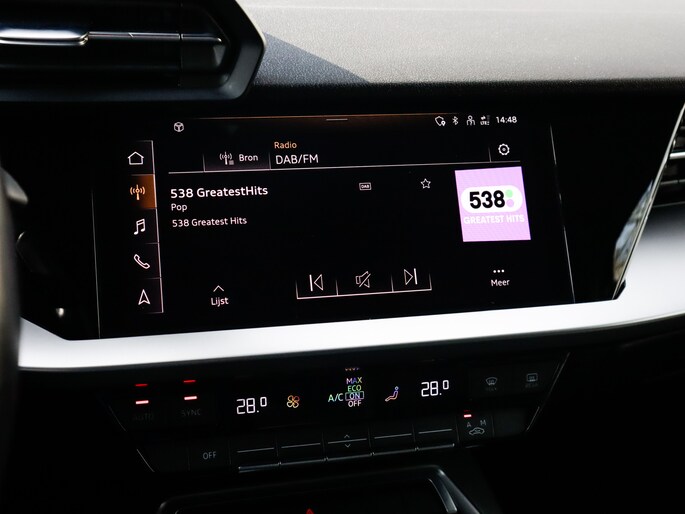 14:48
Radio
Bron
DAB/FM
538 GreatestHits
DAB
Pop
538 Greatest Hits
538
GREATEST HITS
Lijst
Meer
MAX
ECO
A/C ON
OFF
28.0
28.0
AUTO
SYNC
A M
OFF